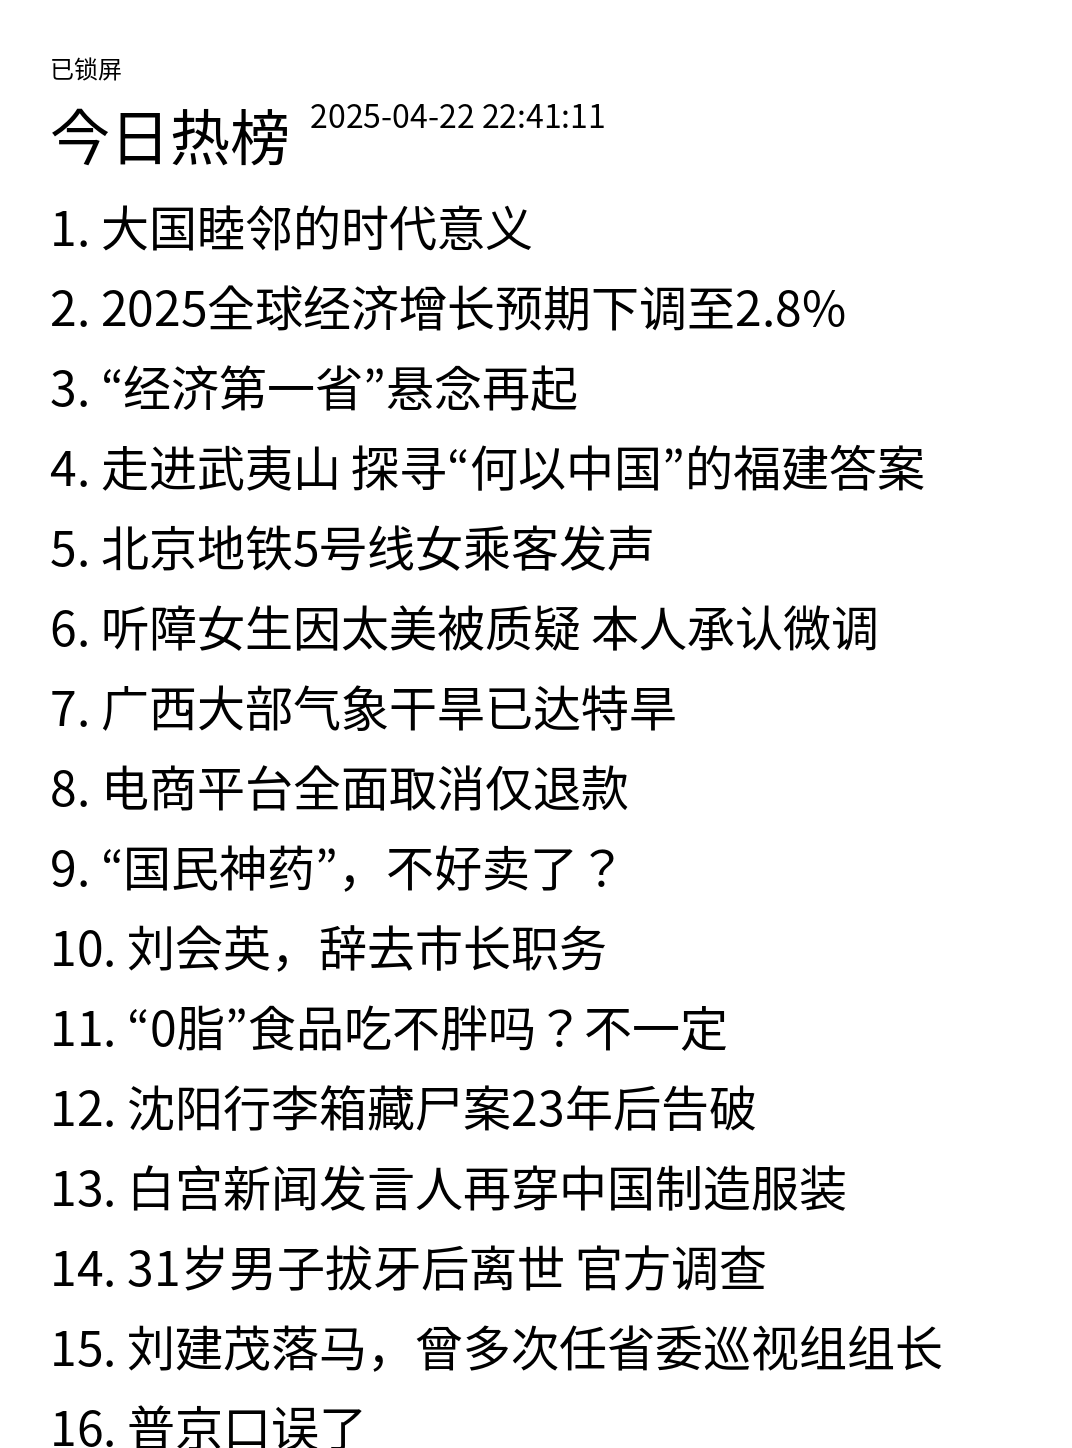 已锁屏
今日热榜 2025-04-22 22:41:11
1. 大国睦邻的时代意义
2. 2025全球经济增长预期下调至2.8%
3. “经济第一省”悬念再起
4. 走进武夷山 探寻“何以中国”的福建答案
5. 北京地铁5号线女乘客发声
6. 听障女生因太美被质疑 本人承认微调
7. 广西大部气象干旱已达特旱
8. 电商平台全面取消仅退款
9. “国民神药”，不好卖了？
10. 刘会英，辞去市长职务
11. “0脂”食品吃不胖吗？不一定
12. 沈阳行李箱藏尸案23年后告破
13. 白宫新闻发言人再穿中国制造服装
14. 31岁男子拔牙后离世 官方调查
15. 刘建茂落马，曾多次任省委巡视组组长
16. 普京口误了